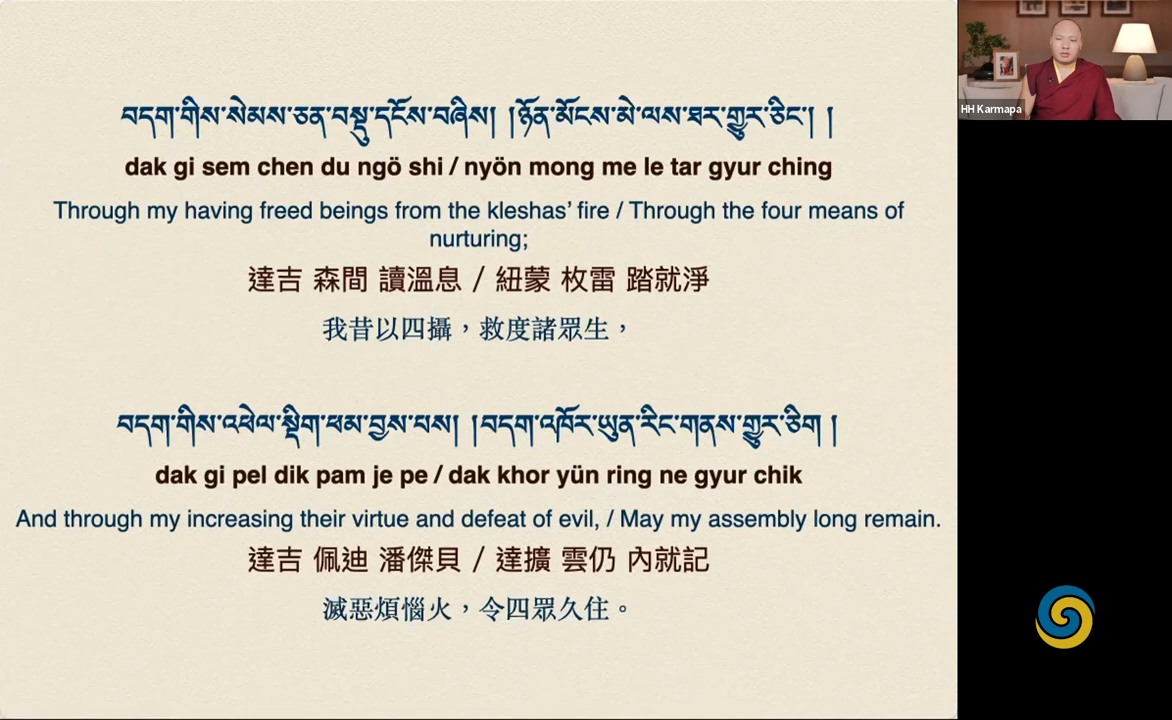 བདག་གིས་སེམས་ཅན་བསྡུ་དངོས་བཞིས། །ཉོན་མོངས་མེ་ལས་ཐར་གྱུར་ཅིང་། །
dak gi sem chen du ngö shi / nyön mong me le tar gyur ching
Through my having freed beings from the kleshas’ fire / Through the four means of
nurturing;
達吉 森間 讀溫息 / 紐蒙 枚雷 踏就淨
我昔以四攝，救度諸眾生，
བདག་གིས་འཕེལ་སྡིག་ཕམ་བྱས་པས། །བདག་འཁོར་ཡུན་རིང་གནས་གྱུར་ཅིག །
dak gi pel dik pam je pe / dak khor yün ring ne gyur chik
And through my increasing their virtue and defeat of evil, / May my assembly long remain.
達吉 佩迪 潘傑貝 / 達擴 雲仍 內就記
滅惡煩惱火，令四眾久住。
HH Karmapa